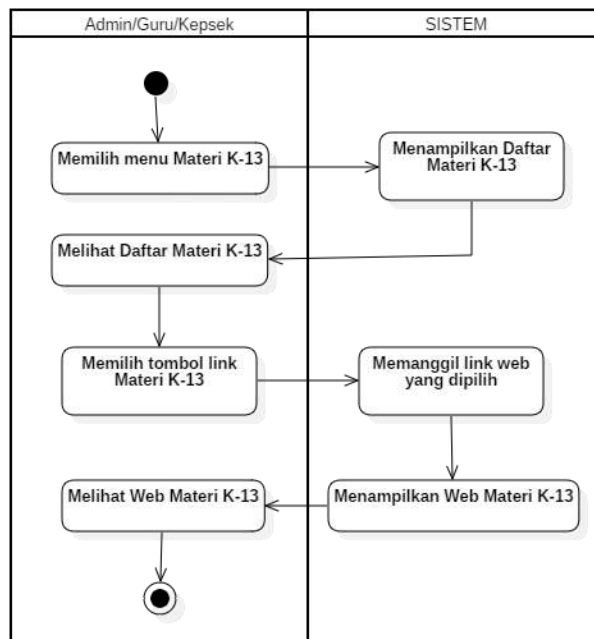 Admin/Guru/Kepsek
SISTEM
Memilih menu Materi K-13
Menampilkan Daftar
Materi K-13
Melihat Daftar Materi K-13
Memilih tombol link
Materi K-13
Memanggil link web
yang dipilih
Menampilkan Web Materi K-13
Melihat Web Materi K-13